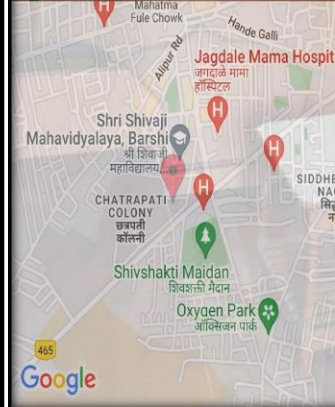 H
Mahatma
Fule Chowk
Hande Galli
Alipur Rd
Jagdale Mama Hospit
जगदाळे मामा
हॉस्पिटल
H
Shri Shivaji
Mahavidyalaya, Barshi
श्री शिवाजी
महाविद्यालय...
H
H
SIDDHE
NAG
सिद्ध
न
CHATRAPATI
COLONY
छत्रपती
कॉलनी
Shivshakti Maidan
शिवशक्ती मैदान
Oxygen Park
ऑक्सिजन पार्क
465
Google